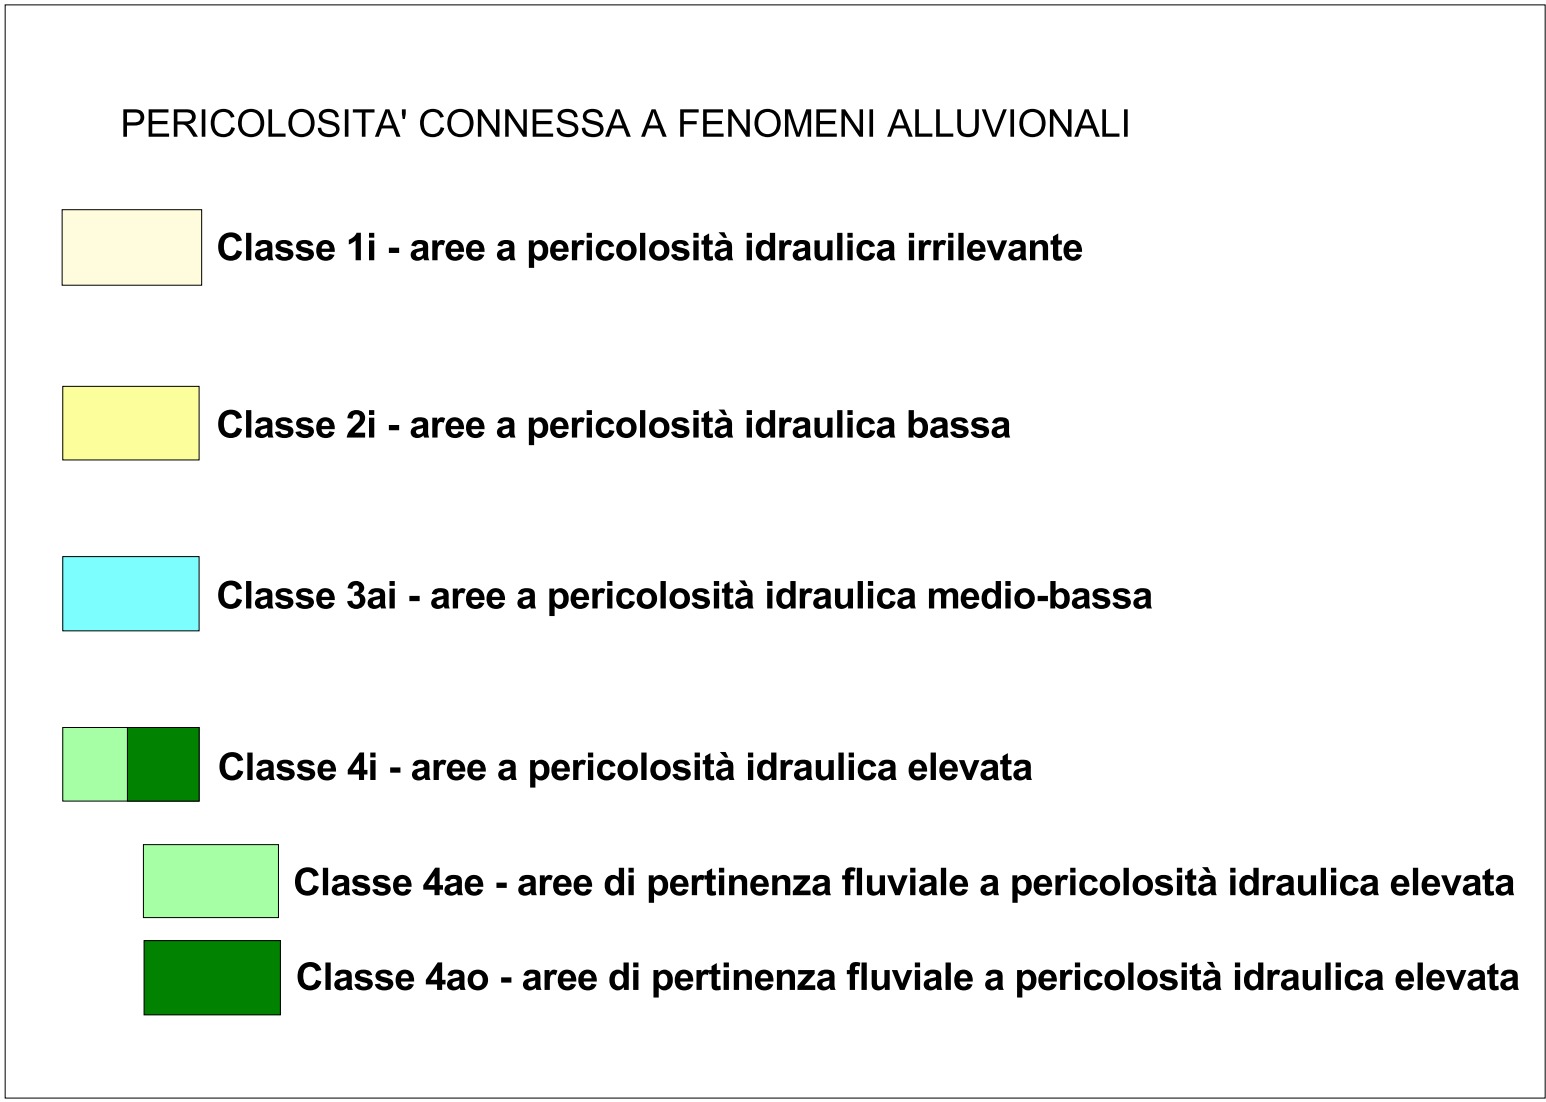 PERICOLOSITA' CONNESSA A FENOMENI ALLUVIONALI
Classe 1i - aree a pericolosità idraulica irrilevante
Classe 2i - aree a pericolosità idraulica bassa
Classe 3ai - aree a pericolosità idraulica medio-bassa
Classe 4i - aree a pericolosità idraulica elevata
Classe 4ae - aree di pertinenza fluviale a pericolosità idraulica elevata
Classe 4ao - aree di pertinenza fluviale a pericolosità idraulica elevata